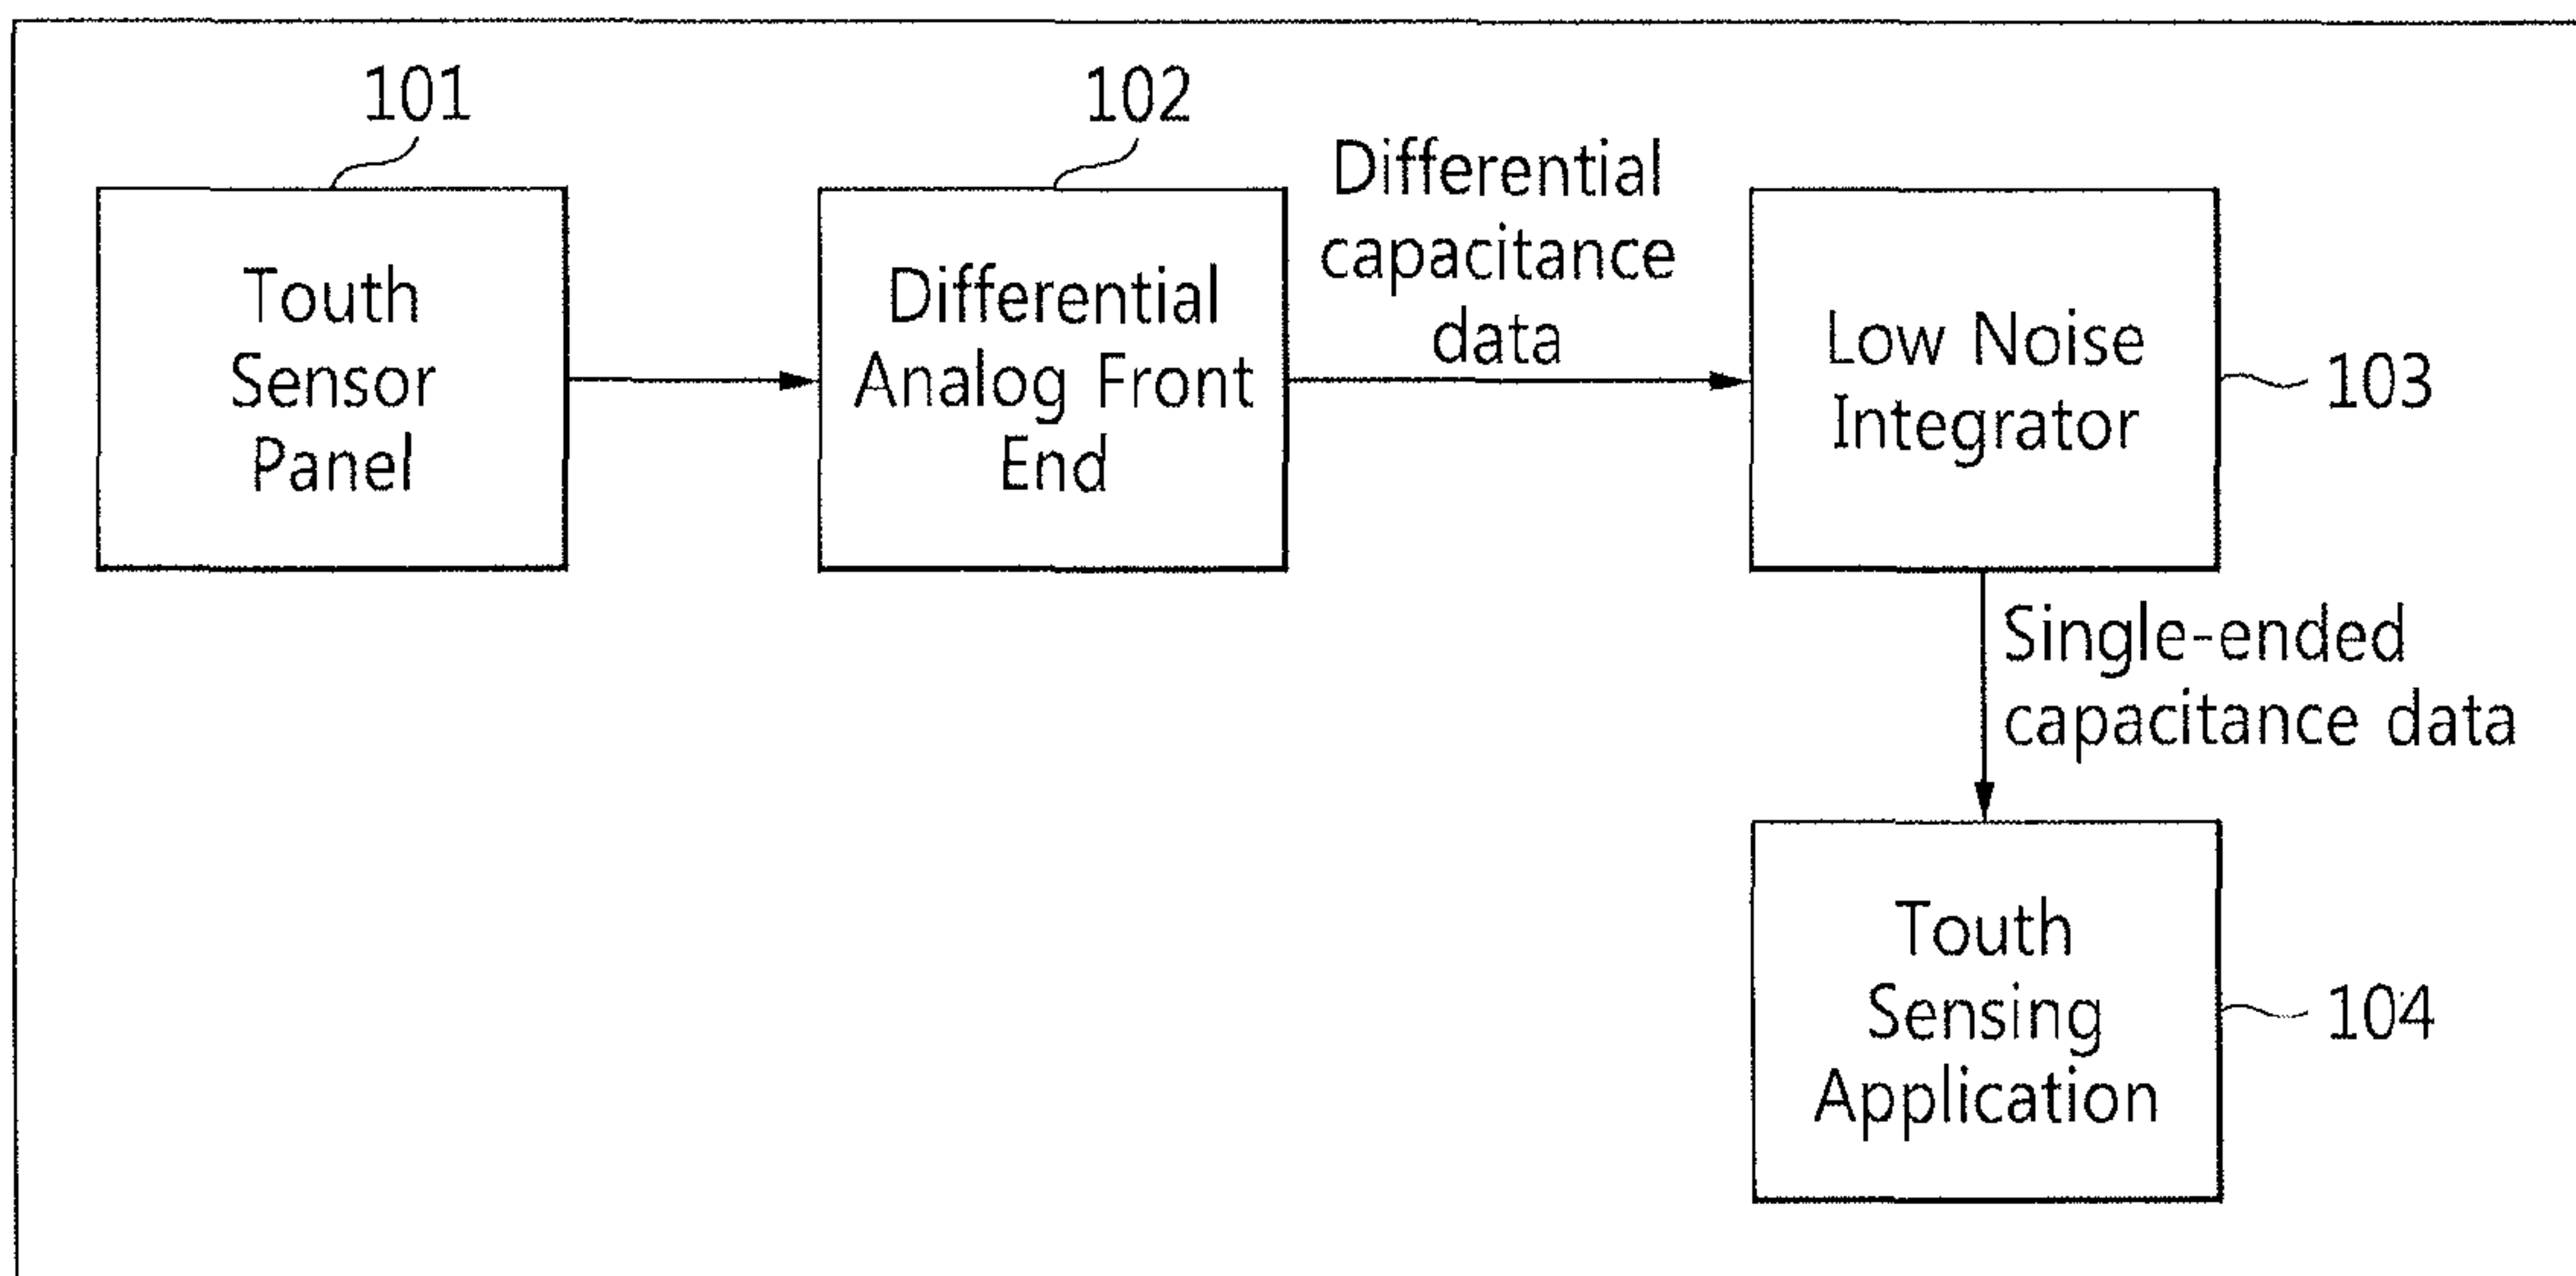 101
Touth
Sensor
Panel
102
Differential
Analog Front
End
Differential
capacitance
data
Low Noise
Integrator
103
Single-ended
capacitance data
Touth
Sensing
Application
104